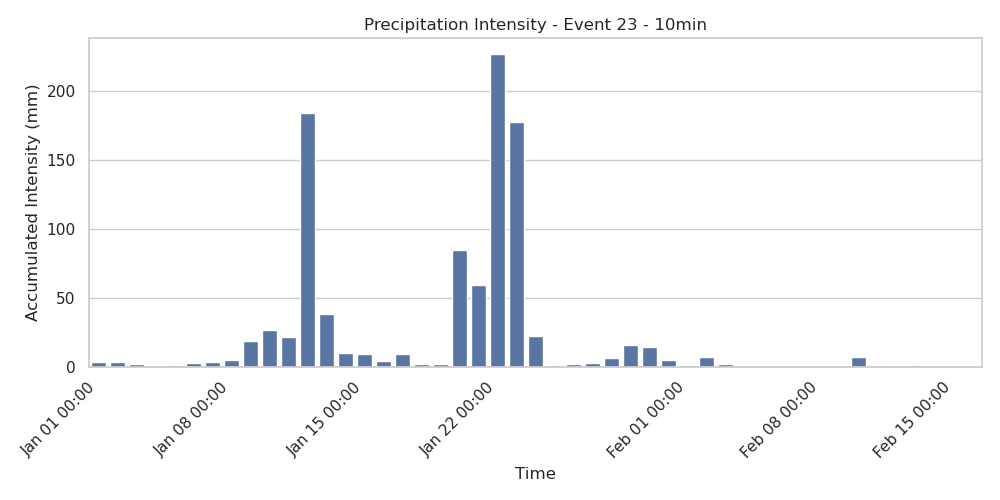 Precipitation Intensity - Event 23 - 10min
Accumulated Intensity (mm)
200
150
100
50
0
Jan 01 00:00
Jan 08 00:00
Jan 15 00:00
Jan 22 00:00
Feb 01 00:00
Feb 08 00:00
Feb 15 00:00
Time